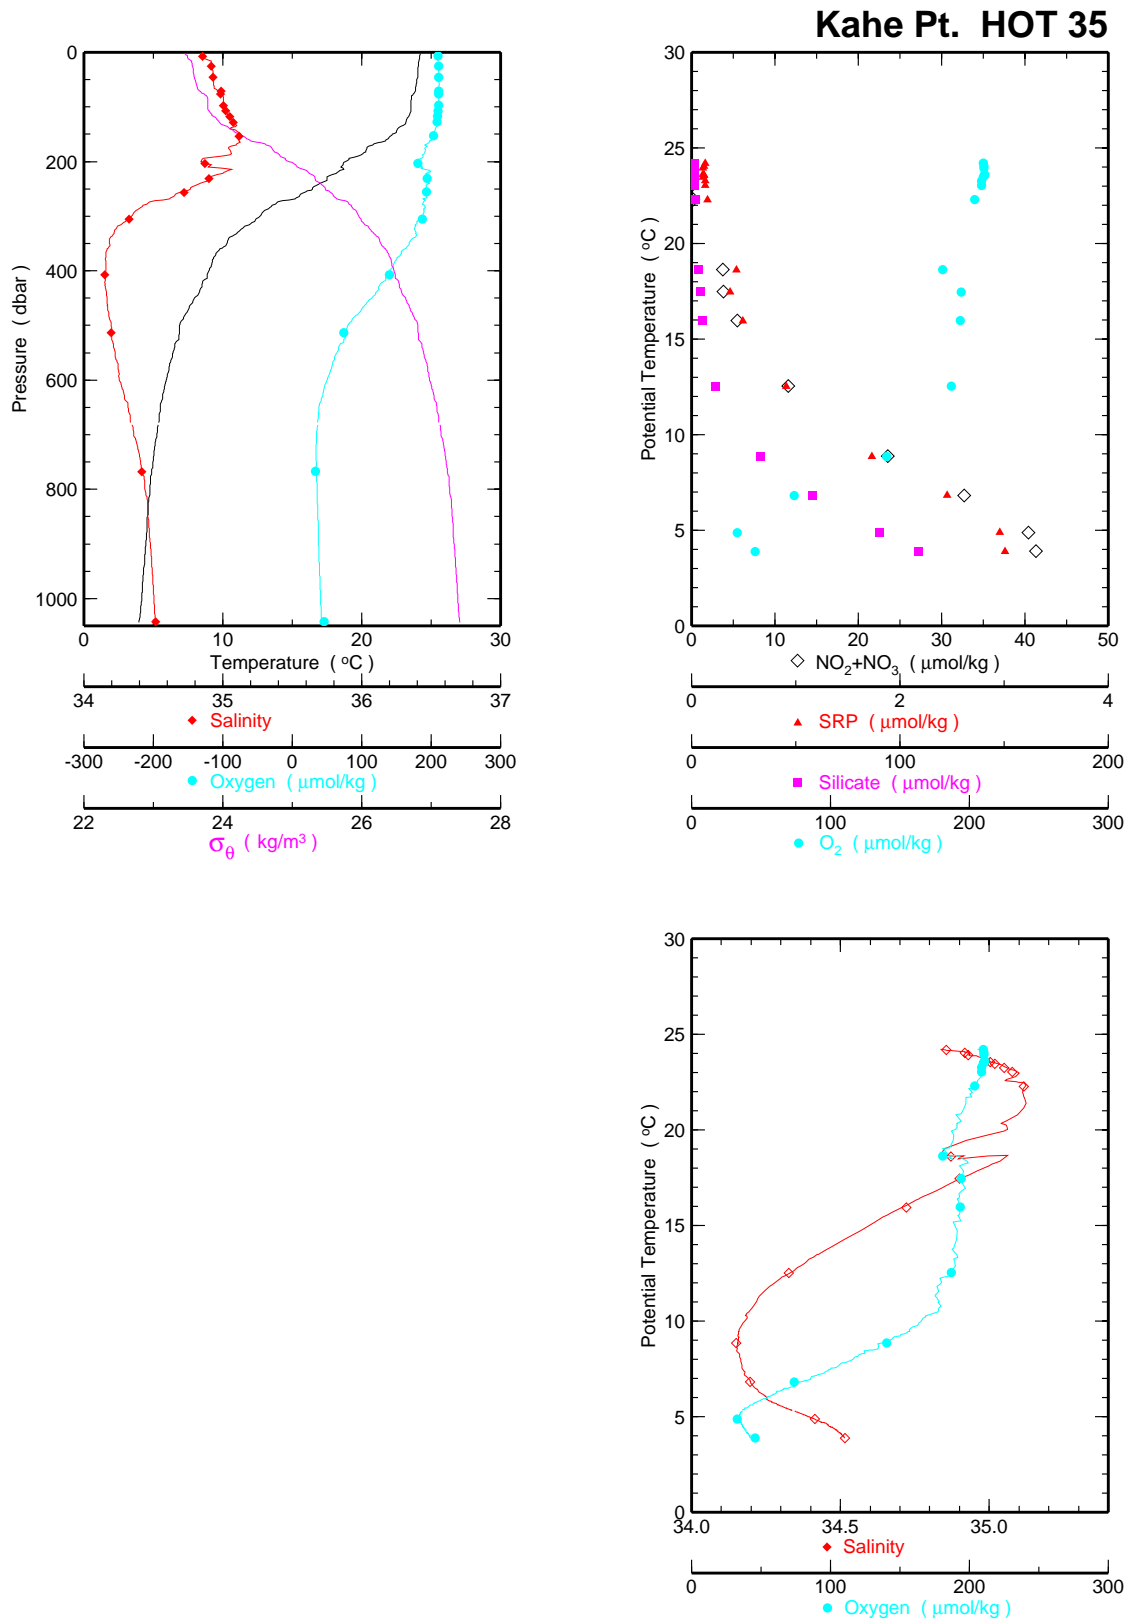 Kahe Pt. HOT 35
0
200
400
600
800
1000
Pressure ( dbar )
0 10 20 30
Temperature ( °C )
34 35 36 37
Salinity
-300 -200 -100 0 100 200 300
Oxygen ( μmol/kg )
22 24 26 28
σθ ( kg/m³ )
30
25
20
15
10
5
0
Potential Temperature ( °C )
0 10 20 30 40 50
NO₂+NO₃ ( μmol/kg )
0 2 4
SRP ( μmol/kg )
0 100 200
Silicate ( μmol/kg )
0 100 200 300
O₂ ( μmol/kg )
30
25
20
15
10
5
0
Potential Temperature ( °C )
34.0 34.5 35.0
Salinity
0 100 200 300
Oxygen ( μmol/kg )